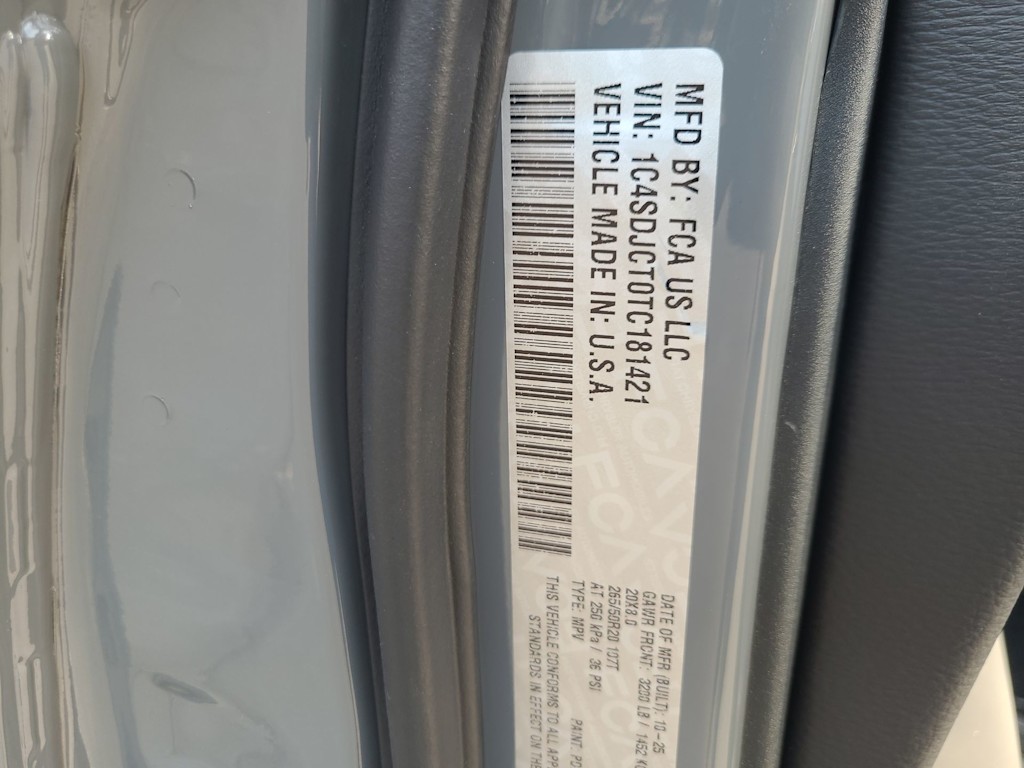 MFD BY: FCA US LLC
VIN: 1C4SDJCT0TC181421
VEHICLE MADE IN: U.S.A.
DATE OF MFR (BUILT): 10-25
GAWR FRONT: 3200 LB / 1452 KG
20X8.0
265/50R20 107T
AT 250 kPa / 36 PSI
TYPE: MPV PAINT:
THIS VEHICLE CONFORMS TO ALL APP
STANDARDS IN EFFECT ON THE